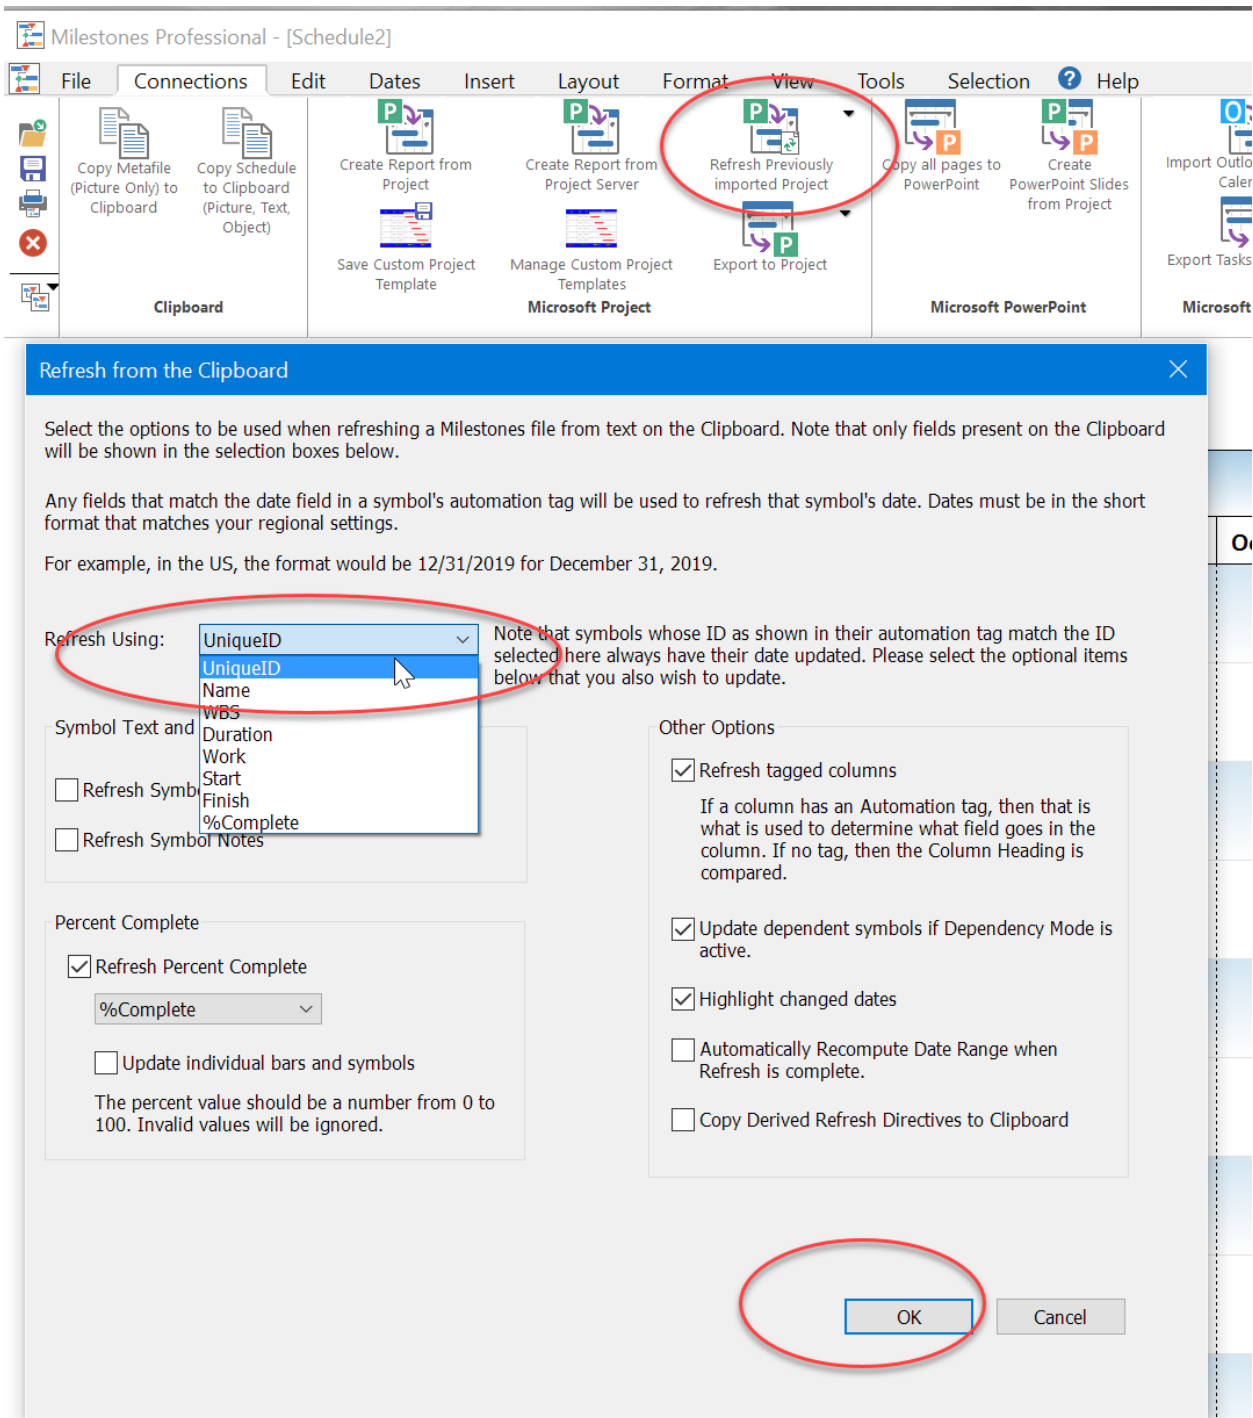 Milestones Professional - [Schedule2]
File Connections Edit Dates Insert Layout Format View Tools Selection Help
Copy Metafile
(Picture Only) to
Clipboard
Copy Schedule
to Clipboard
(Picture, Text,
Object)
Clipboard
Create Report from
Project
Create Report from
Project Server
Refresh Previously
imported Project
Save Custom Project
Template
Manage Custom Project
Templates
Export to Project
Microsoft Project
Copy all pages to
PowerPoint
Create
PowerPoint Slides
from Project
Microsoft PowerPoint
Import Outlo
Caler
Export Tasks
Microsoft
Refresh from the Clipboard
Select the options to be used when refreshing a Milestones file from text on the Clipboard. Note that only fields present on the Clipboard
will be shown in the selection boxes below.
Any fields that match the date field in a symbol's automation tag will be used to refresh that symbol's date. Dates must be in the short
format that matches your regional settings.
For example, in the US, the format would be 12/31/2019 for December 31, 2019.
Refresh Using: UniqueID
UniqueID
Name
WBS
Duration
Work
Start
Finish
%Complete
Note that symbols whose ID as shown in their automation tag match the ID
selected here always have their date updated. Please select the optional items
below that you also wish to update.
Symbol Text and
Refresh Symb
Refresh Symbol Notes
Percent Complete
Refresh Percent Complete
%Complete
Update individual bars and symbols
The percent value should be a number from 0 to
100. Invalid values will be ignored.
Other Options
Refresh tagged columns
If a column has an Automation tag, then that is
what is used to determine what field goes in the
column. If no tag, then the Column Heading is
compared.
Update dependent symbols if Dependency Mode is
active.
Highlight changed dates
Automatically Recompute Date Range when
Refresh is complete.
Copy Derived Refresh Directives to Clipboard
OK Cancel